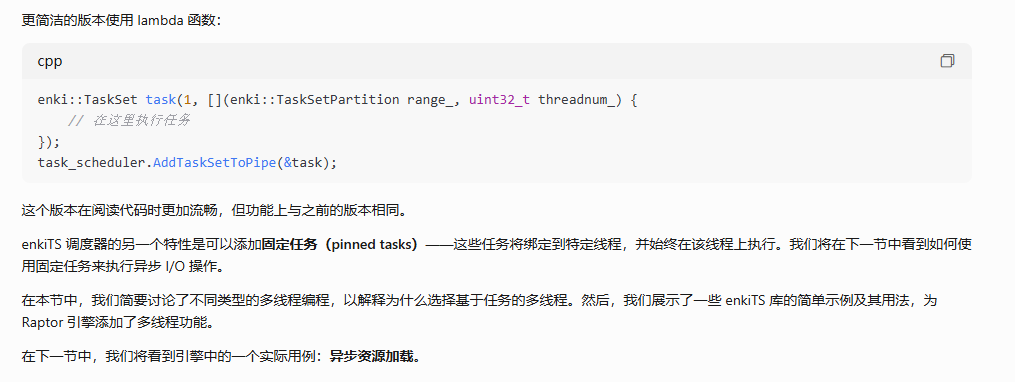 更简洁的版本使用 lambda 函数：
cpp
enki::TaskSet task(1, [](enki::TaskSetPartition range_, uint32_t threadnum_) {
    // 在这里执行任务
});
task_scheduler.AddTaskSetToPipe(&task);
这个版本在阅读代码时更加流畅，但功能上与之前的版本相同。
enkiTS 调度器的另一个特性是可以添加固定任务（pinned tasks）——这些任务将绑定到特定线程，并始终在该线程上执行。我们将在下一节中看到如何使
用固定任务来执行异步 I/O 操作。
在本节中，我们简要讨论了不同类型的多线程编程，以解释为什么选择基于任务的多线程。然后，我们展示了一些 enkiTS 库的简单示例及其用法，为
Raptor 引擎添加了多线程功能。
在下一节中，我们将看到引擎中的一个实际用例：异步资源加载。